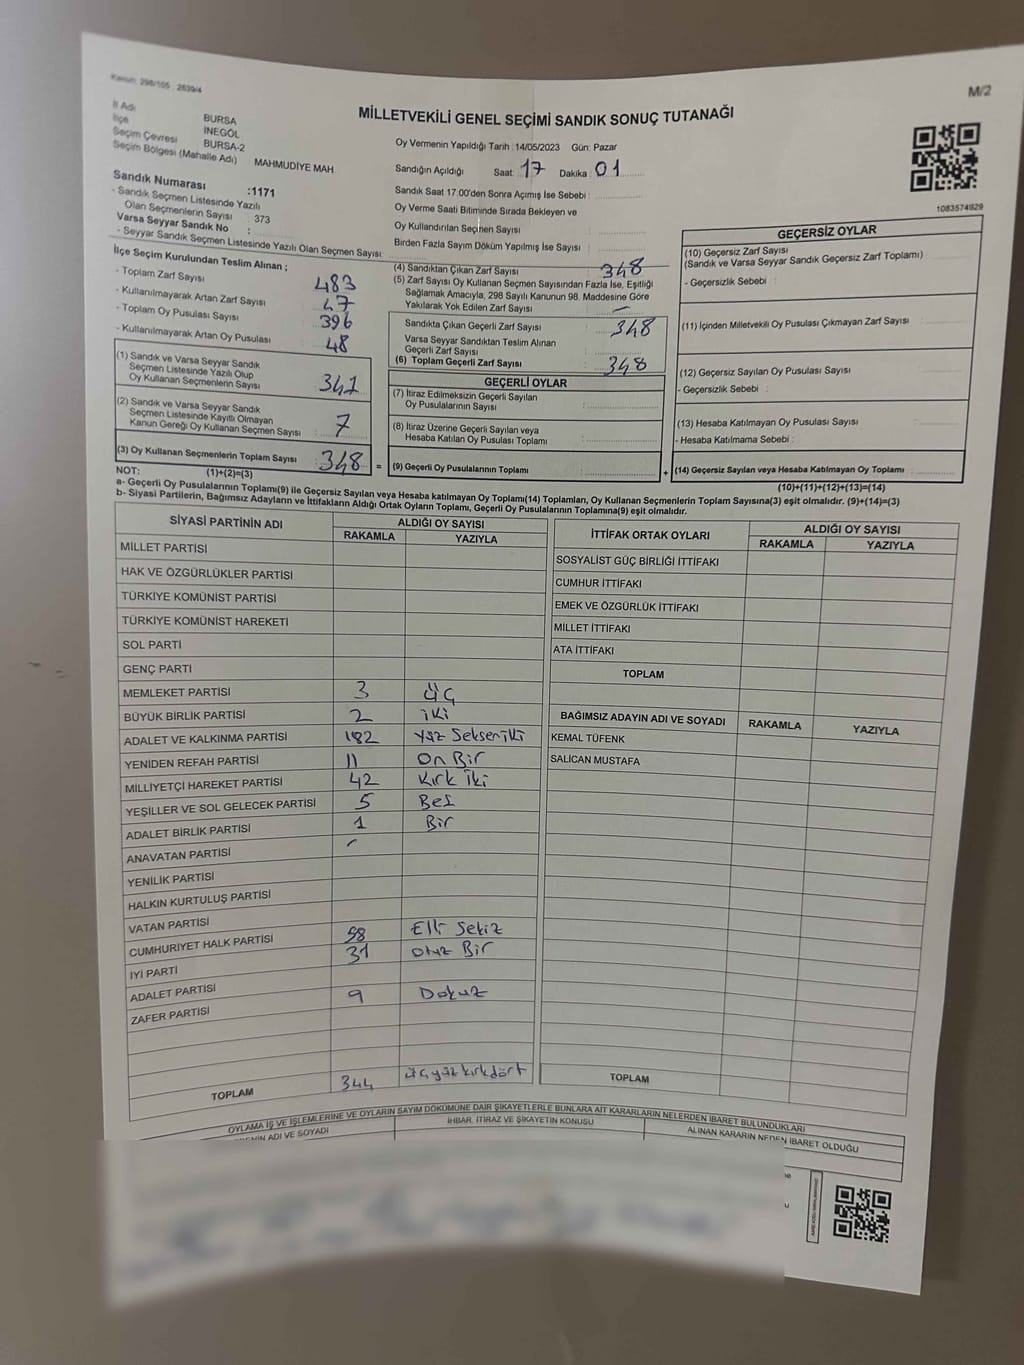 Kanun: 298/105 2839/4
M/2
MİLLETVEKİLİ GENEL SEÇİMİ SANDIK SONUÇ TUTANAĞI
İl Adı BURSA
İlçe İNEGÖL
Seçim Çevresi BURSA-2
Seçim Bölgesi (Mahalle Adı) MAHMUDİYE MAH.
Sandık Numarası :1171
- Sandık Seçmen Listesinde Yazılı
Olan Seçmenlerin Sayısı 373
Varsa Seyyar Sandık No :
- Seyyar Sandık Seçmen Listesinde Yazılı Olan Seçmen Sayısı
İlçe Seçim Kurulundan Teslim Alınan ;
- Toplam Zarf Sayısı 483
- Kullanılmayarak Artan Zarf Sayısı 47
- Toplam Oy Pusulası Sayısı 396
- Kullanılmayarak Artan Oy Pusulası 48
(1) Sandık ve Varsa Seyyar Sandık
Seçmen Listesinde Yazılı Olup
Oy Kullanan Seçmenlerin Sayısı 341
(2) Sandık ve Varsa Seyyar Sandık
Seçmen Listesinde Kayıtlı Olmayan
Kanun Gereği Oy Kullanan Seçmen Sayısı 7
(3) Oy Kullanan Seçmenlerin Toplam Sayısı 348 =
Oy Vermenin Yapıldığı Tarih : 14/05/2023 Gün: Pazar
Sandığın Açıldığı Saat: 17 Dakika : 01
Sandık Saat 17.00'den Sonra Açımış İse Sebebi :
Oy Verme Saati Bitiminde Sırada Bekleyen ve
Oy Kullandırılan Seçmen Sayısı
Birden Fazla Sayım Döküm Yapılmış İse Sayısı
(4) Sandıktan Çıkan Zarf Sayısı 348
(5) Zarf Sayısı Oy Kullanan Seçmen Sayısından Fazla İse, Eşitliği
Sağlamak Amacıyla, 298 Sayılı Kanunun 98. Maddesine Göre
Yakılarak Yok Edilen Zarf Sayısı : -
Sandıkta Çıkan Geçerli Zarf Sayısı : 348
Varsa Seyyar Sandıktan Teslim Alınan
Geçerli Zarf Sayısı
(6) Toplam Geçerli Zarf Sayısı : 348
GEÇERLİ OYLAR
(7) İtiraz Edilmeksizin Geçerli Sayılan
Oy Pusulalarının Sayısı :
(8) İtiraz Üzerine Geçerli Sayılan veya
Hesaba Katılan Oy Pusulası Toplamı :
(9) Geçerli Oy Pusulalarının Toplamı : +
1083574929
GEÇERSİZ OYLAR
(10) Geçersiz Zarf Sayısı
(Sandık ve Varsa Seyyar Sandık Geçersiz Zarf Toplamı)
- Geçersizlik Sebebi :
(11) İçinden Milletvekili Oy Pusulası Çıkmayan Zarf Sayısı :
(12) Geçersiz Sayılan Oy Pusulası Sayısı :
- Geçersizlik Sebebi :
(13) Hesaba Katılmayan Oy Pusulası Sayısı :
- Hesaba Katılmama Sebebi :
(14) Geçersiz Sayılan veya Hesaba Katılmayan Oy Toplamı :
NOT: (1)+(2)=(3)
(10)+(11)+(12)+(13)=(14)
a- Geçerli Oy Pusulalarının Toplamı(9) ile Geçersiz Sayılan veya Hesaba katılmayan Oy Toplamı(14) Toplamları, Oy Kullanan Seçmenlerin Toplam Sayısına(3) eşit olmalıdır. (9)+(14)=(3)
b- Siyasi Partilerin, Bağımsız Adayların ve İttifakların Aldığı Ortak Oyların Toplamı, Geçerli Oy Pusulalarının Toplamına(9) eşit olmalıdır.
SİYASİ PARTİNİN ADI ALDIĞI OY SAYISI
RAKAMLA YAZIYLA
MİLLET PARTİSİ
HAK VE ÖZGÜRLÜKLER PARTİSİ
TÜRKİYE KOMÜNİST PARTİSİ
TÜRKİYE KOMÜNİST HAREKETİ
SOL PARTİ
GENÇ PARTİ
MEMLEKET PARTİSİ 3 üç
BÜYÜK BİRLİK PARTİSİ 2 iki
ADALET VE KALKINMA PARTİSİ 182 yüz Seksen iki
YENİDEN REFAH PARTİSİ 11 On Bir
MİLLİYETÇİ HAREKET PARTİSİ 42 Kırk iki
YEŞİLLER VE SOL GELECEK PARTİSİ 5 Beş
ADALET BİRLİK PARTİSİ 1 Bir
ANAVATAN PARTİSİ
YENİLİK PARTİSİ
HALKIN KURTULUŞ PARTİSİ
VATAN PARTİSİ
CUMHURİYET HALK PARTİSİ 58 Elli Sekiz
İYİ PARTİ 31 Otuz Bir
ADALET PARTİSİ
ZAFER PARTİSİ 9 Dokuz
TOPLAM 344 üçyüzkırkdört
İTTİFAK ORTAK OYLARI ALDIĞI OY SAYISI
RAKAMLA YAZIYLA
SOSYALİST GÜÇ BİRLİĞİ İTTİFAKI
CUMHUR İTTİFAKI
EMEK VE ÖZGÜRLÜK İTTİFAKI
MİLLET İTTİFAKI
ATA İTTİFAKI
TOPLAM
BAĞIMSIZ ADAYIN ADI VE SOYADI RAKAMLA YAZIYLA
KEMAL TÜFENK
SALİCAN MUSTAFA
TOPLAM
OYLAMA İŞ VE İŞLEMLERİNE VE OYLARIN SAYIM DÖKÜMÜNE DAİR ŞİKAYETLERLE BUNLARA AİT KARARLARIN NELERDEN İBARET BULUNDUKLARI
ADI VE SOYADI İHBAR, İTİRAZ VE ŞİKAYETİN KONUSU ALINAN KARARIN NEDEN İBARET OLDUĞU